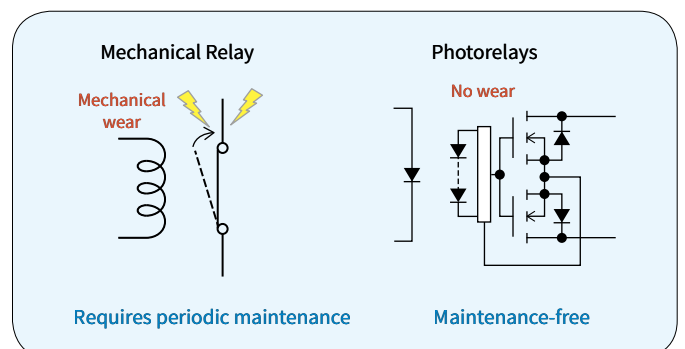 Mechanical Relay
Photorelays
Mechanical
wear
No wear
Requires periodic maintenance
Maintenance-free